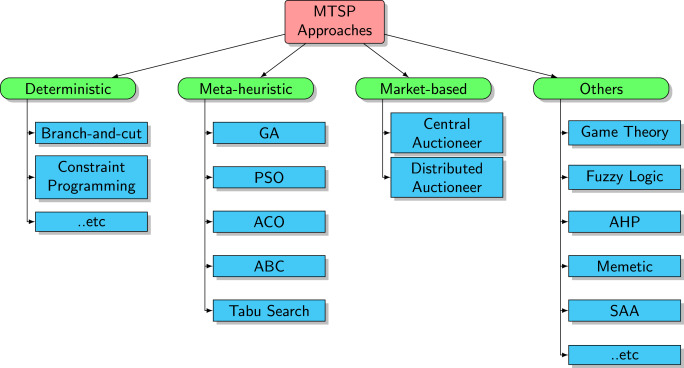 MTSP
Approaches
Deterministic
Meta-heuristic
Market-based
Others
Branch-and-cut
Constraint
Programming
..etc
GA
PSO
ACO
ABC
Tabu Search
Central
Auctioneer
Distributed
Auctioneer
Game Theory
Fuzzy Logic
AHP
Memetic
SAA
..etc